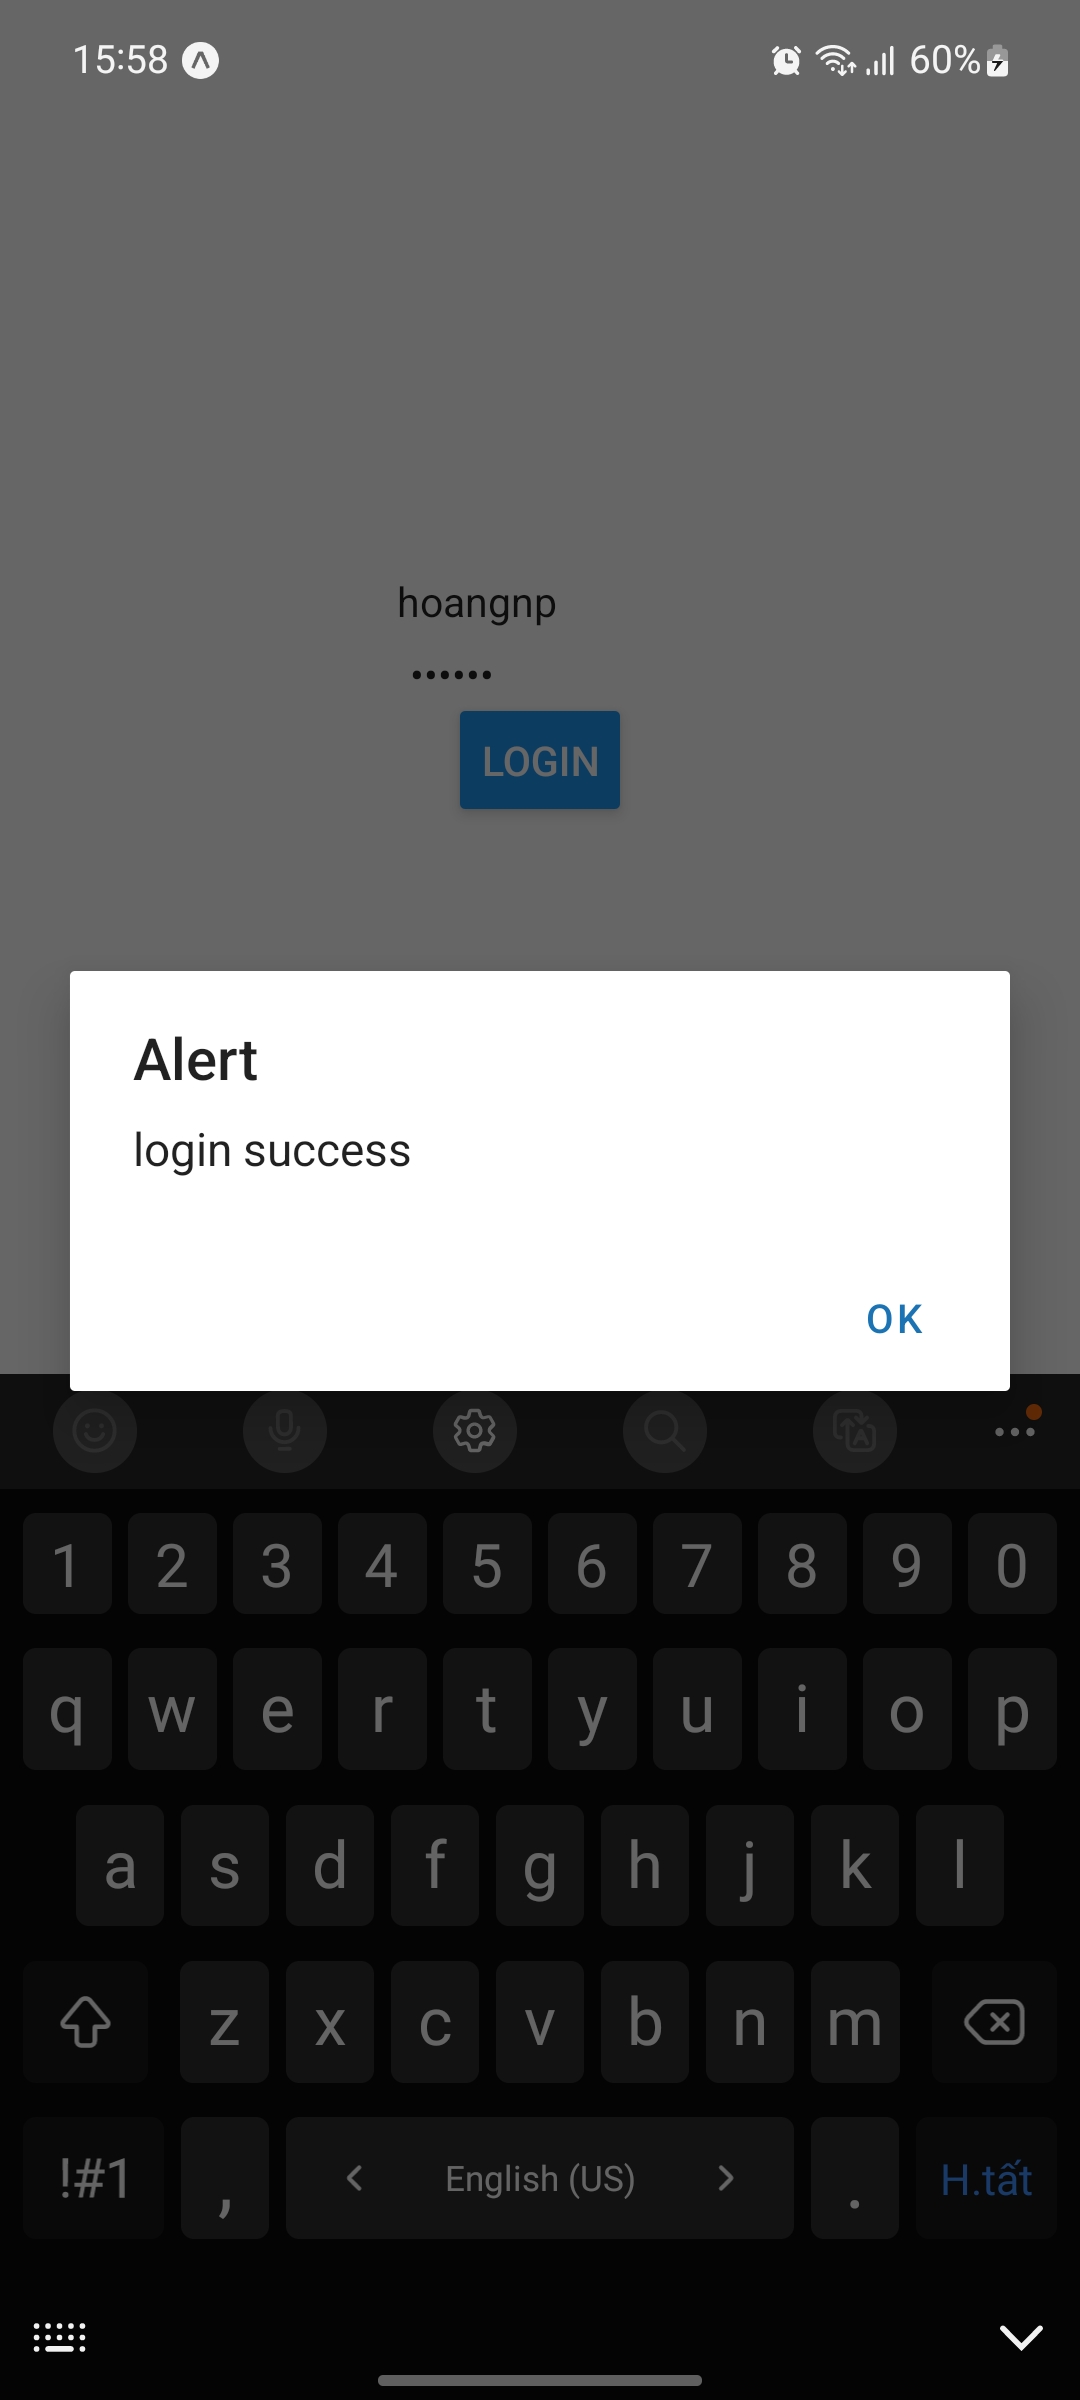 15:58 60%
hoangnp
••••••
LOGIN
Alert
login success
OK
1 2 3 4 5 6 7 8 9 0
q w e r t y u i o p
a s d f g h j k l
z x c v b n m
!#1 , English (US) . H.tất